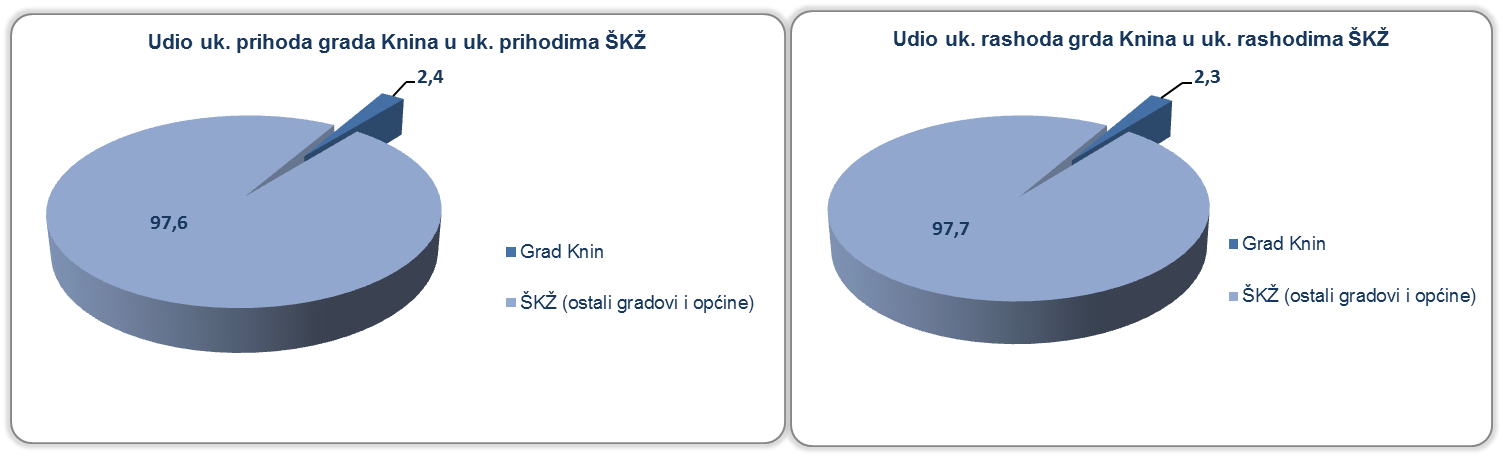 Udio uk. prihoda grada Knina u uk. prihodima ŠKŽ
2,4
97,6
Grad Knin
ŠKŽ (ostali gradovi i općine)
Udio uk. rashoda grda Knina u uk. rashodima ŠKŽ
2,3
97,7
Grad Knin
ŠKŽ (ostali gradovi i općine)